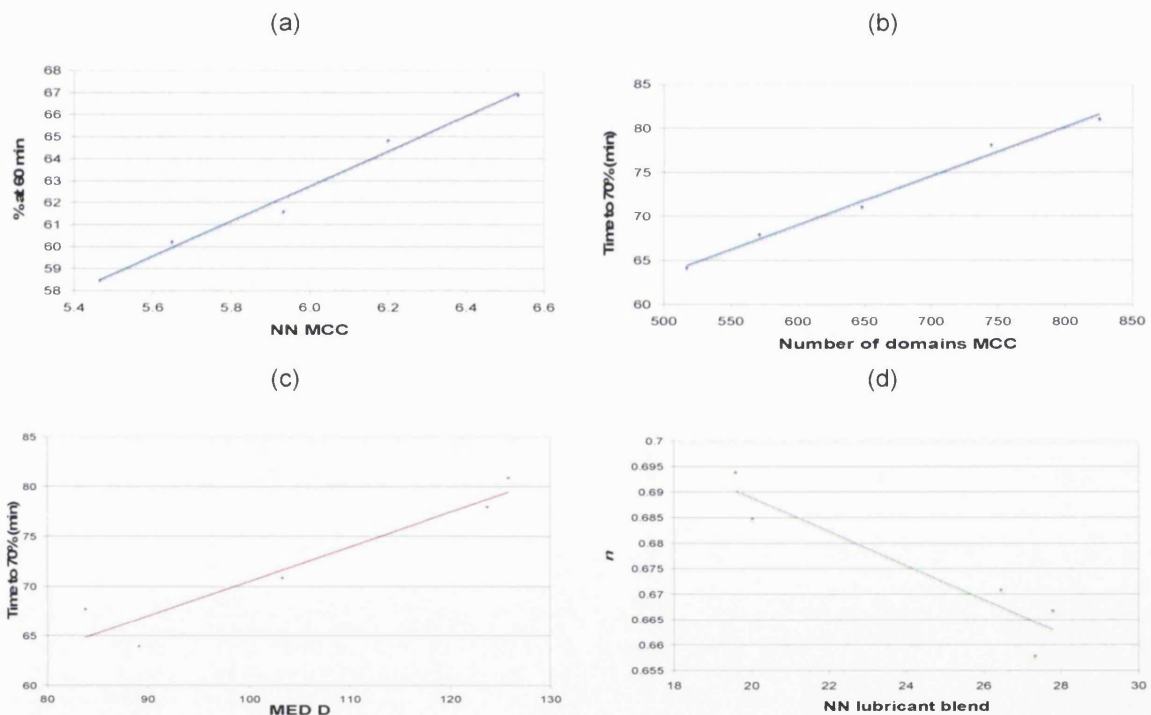 (a)
68
67
66
65
64
63
62
61
60
59
58
% at 60 min
5.4 5.6 5.8 6.0 6.2 6.4 6.6
NN MCC
(b)
85
80
75
70
65
60
Time to 70% (min)
500 550 600 650 700 750 800 850
Number of domains MCC
(c)
85
80
75
70
65
60
Time to 70% (min)
80 90 100 110 120 130
MED D
(d)
0.7
0.695
0.69
0.685
0.68
0.675
0.67
0.665
0.66
0.655
n
18 20 22 24 26 28 30
NN lubricant blend